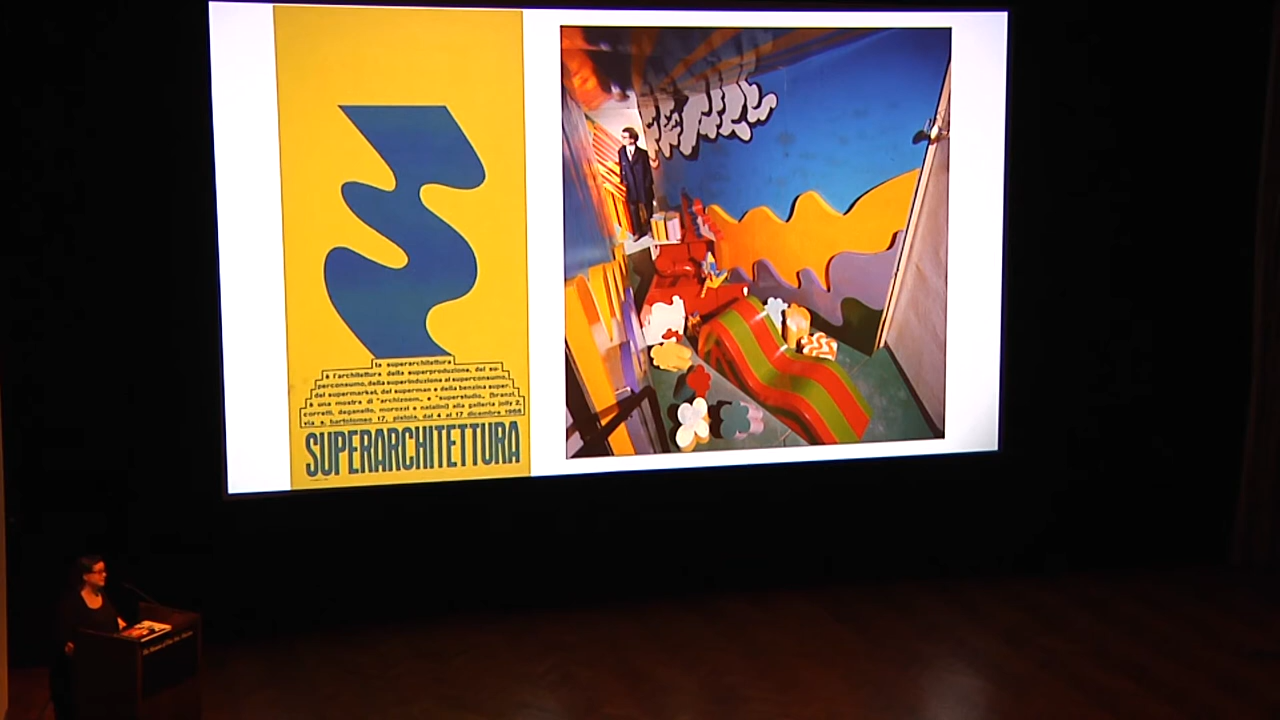 la superarchitettura
è l'architettura della superproduzione, del su-
perconsumo, della superinduzione al superconsumo,
del supermarket, del superman e della benzina super.
è una mostra di "archizoom„ e "superstudio„ (branzi,
corretti, deganello, morozzi e natalini) alla galleria jolly 2,
via s. bartolomeo 17, pistoia, dal 4 al 17 dicembre 1966
SUPERARCHITETTURA